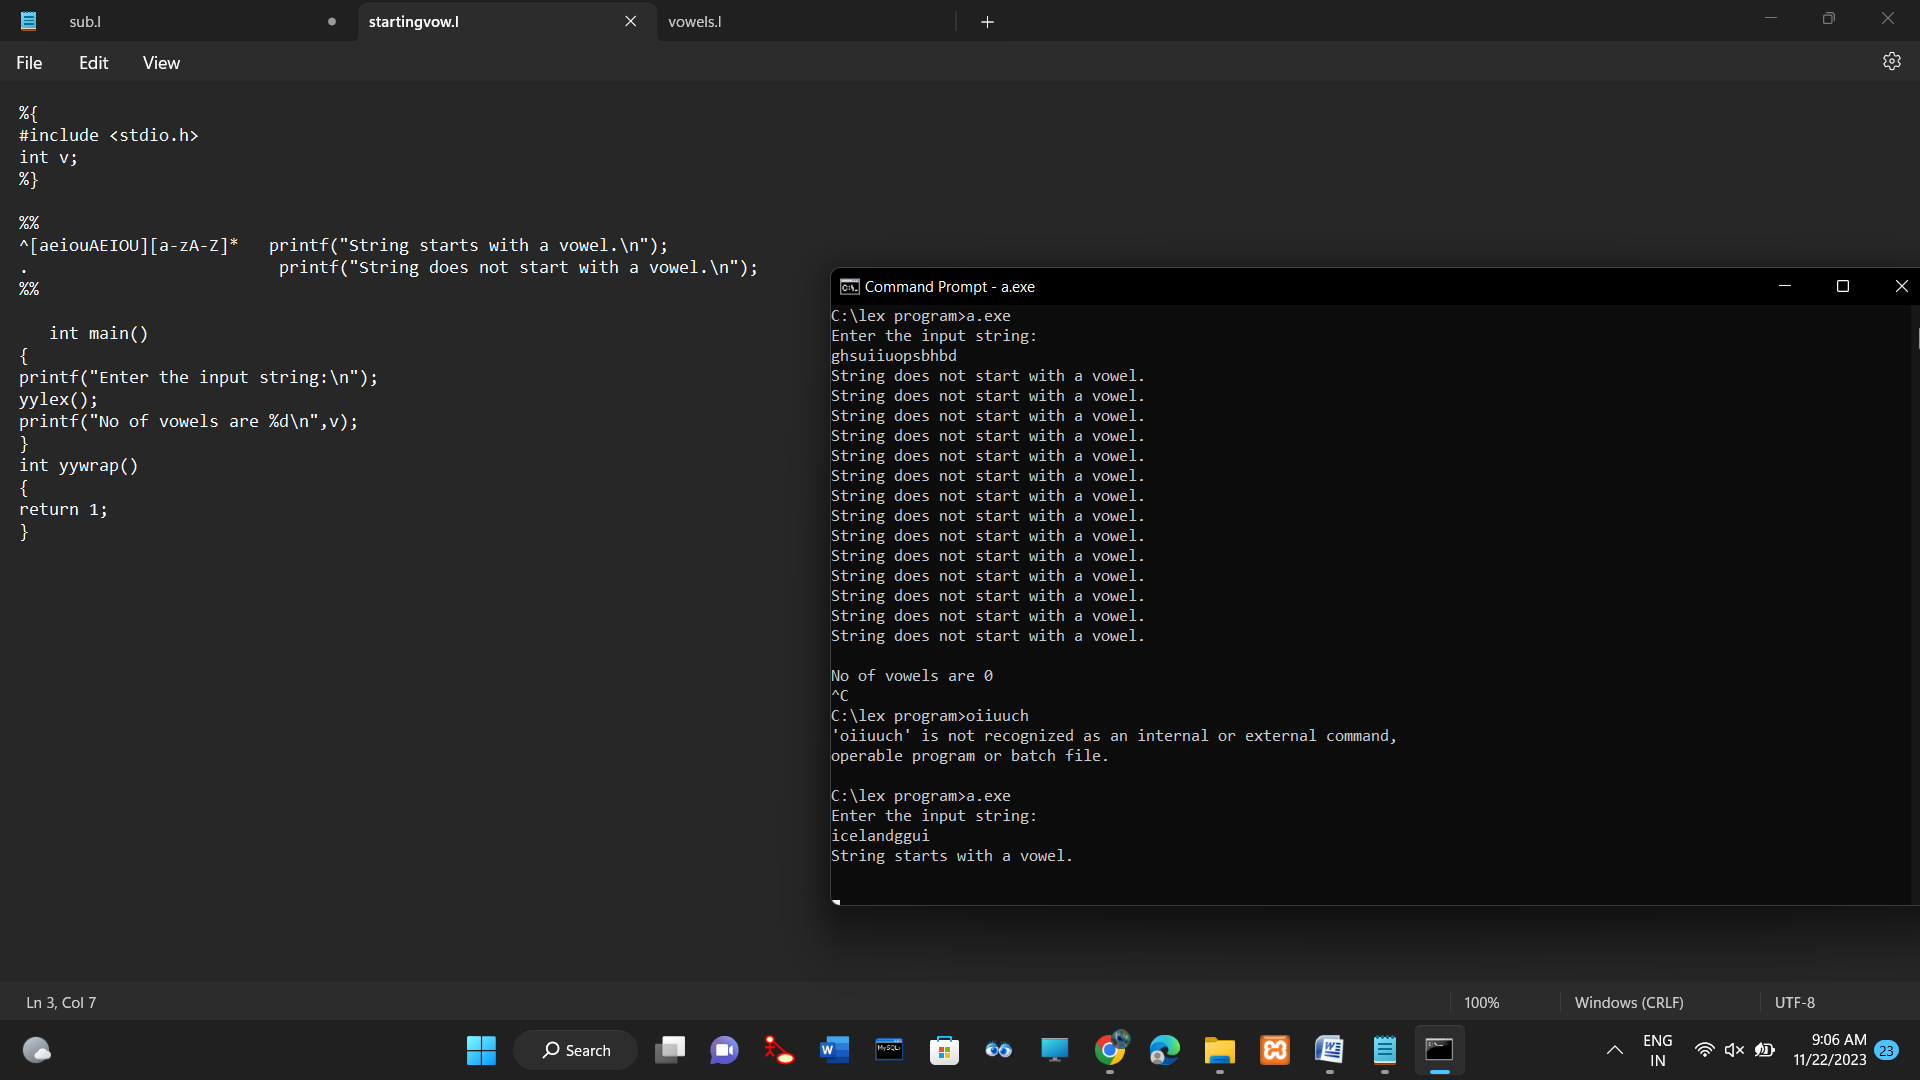 sub.l
startingvow.l
vowels.l
File Edit View
%{
#include <stdio.h>
int v;
%}
%%
^[aeiouAEIOU][a-zA-Z]* printf("String starts with a vowel.\n");
. printf("String does not start with a vowel.\n");
%%
int main()
{
printf("Enter the input string:\n");
yylex();
printf("No of vowels are %d\n",v);
}
int yywrap()
{
return 1;
}
Command Prompt - a.exe
C:\lex program>a.exe
Enter the input string:
ghsuiiuopsbhbd
String does not start with a vowel.
String does not start with a vowel.
String does not start with a vowel.
String does not start with a vowel.
String does not start with a vowel.
String does not start with a vowel.
String does not start with a vowel.
String does not start with a vowel.
String does not start with a vowel.
String does not start with a vowel.
String does not start with a vowel.
String does not start with a vowel.
String does not start with a vowel.
String does not start with a vowel.
No of vowels are 0
^C
C:\lex program>oiiuuch
'oiiuuch' is not recognized as an internal or external command,
operable program or batch file.
C:\lex program>a.exe
Enter the input string:
icelandggui
String starts with a vowel.
Ln 3, Col 7
100%
Windows (CRLF)
UTF-8
Search
ENG
IN
9:06 AM
11/22/2023
23